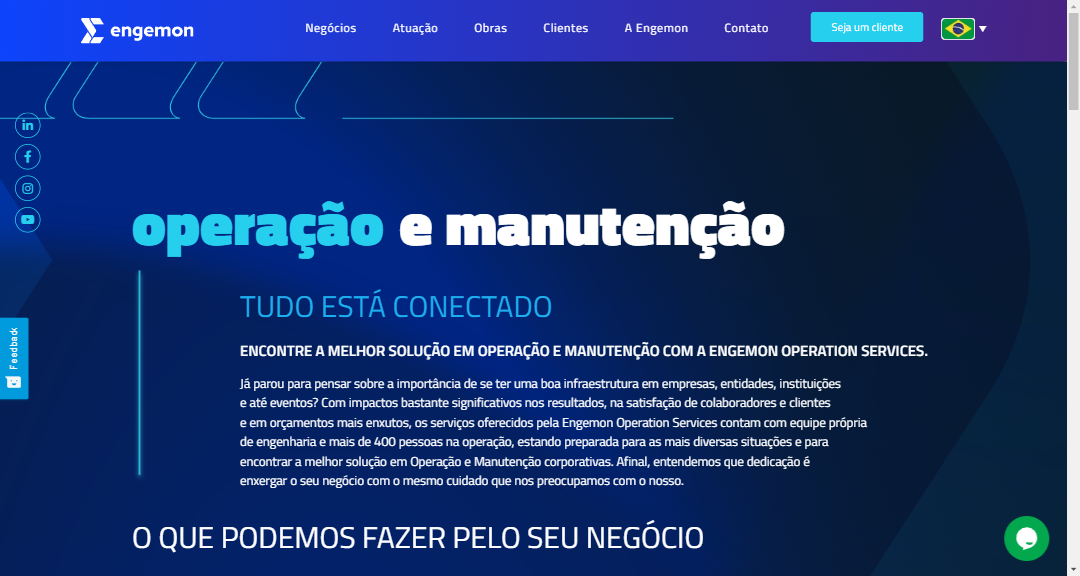 engemon
Negócios
Atuação
Obras
Clientes
A Engemon
Contato
Seja um cliente
operação e manutenção
TUDO ESTÁ CONECTADO
Feedback
ENCONTRE A MELHOR SOLUÇÃO EM OPERAÇÃO E MANUTENÇÃO COM A ENGEMON OPERATION SERVICES.
Já parou para pensar sobre a importância de se ter uma boa infraestrutura em empresas, entidades, instituições
e até eventos? Com impactos bastante significativos nos resultados, na satisfação de colaboradores e clientes
e em orçamentos mais enxutos, os serviços oferecidos pela Engemon Operation Services contam com equipe própria
de engenharia e mais de 400 pessoas na operação, estando preparada para as mais diversas situações e para
encontrar a melhor solução em Operação e Manutenção corporativas. Afinal, entendemos que dedicação é
enxergar o seu negócio com o mesmo cuidado que nos preocupamos com o nosso.
O QUE PODEMOS FAZER PELO SEU NEGÓCIO